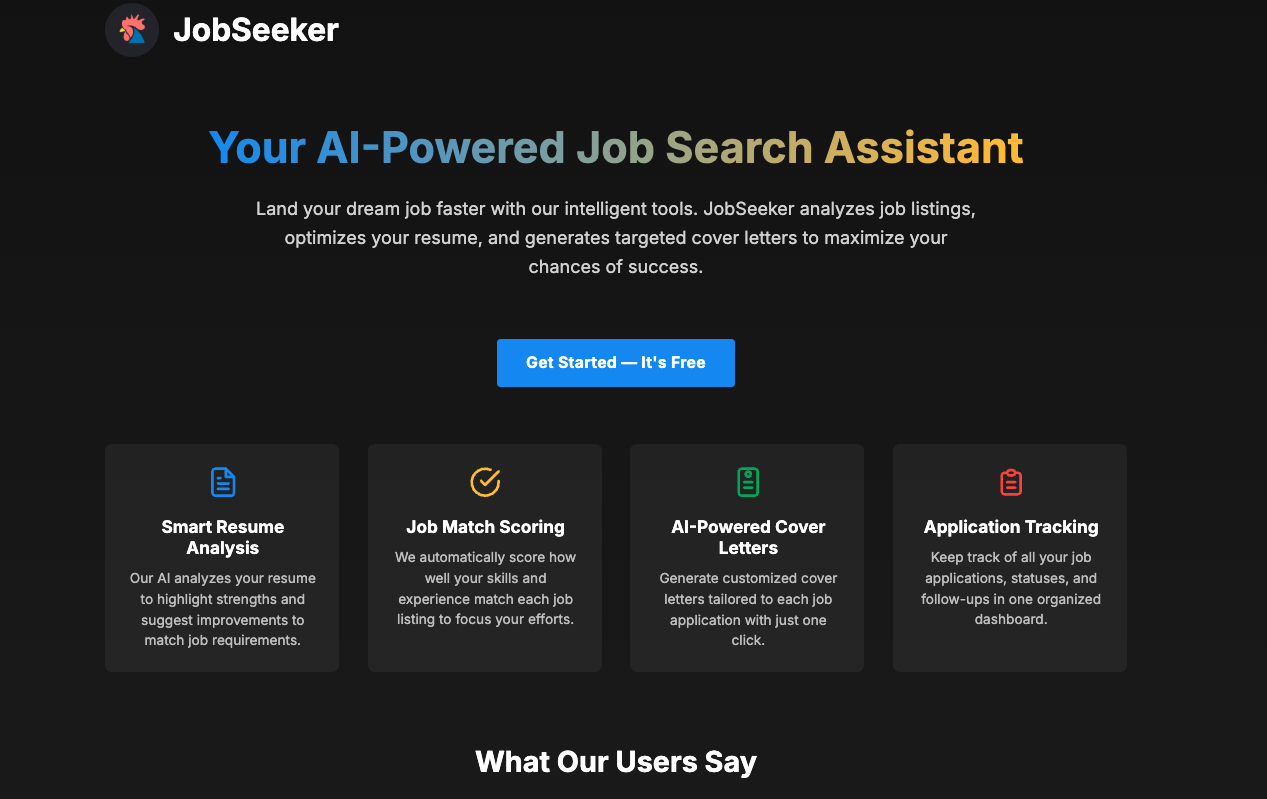 JobSeeker
Your AI-Powered Job Search Assistant
Land your dream job faster with our intelligent tools. JobSeeker analyzes job listings,
optimizes your resume, and generates targeted cover letters to maximize your
chances of success.
Get Started — It's Free
Smart Resume
Analysis
Our AI analyzes your resume
to highlight strengths and
suggest improvements to
match job requirements.
Job Match Scoring
We automatically score how
well your skills and
experience match each job
listing to focus your efforts.
AI-Powered Cover
Letters
Generate customized cover
letters tailored to each job
application with just one
click.
Application Tracking
Keep track of all your job
applications, statuses, and
follow-ups in one organized
dashboard.
What Our Users Say